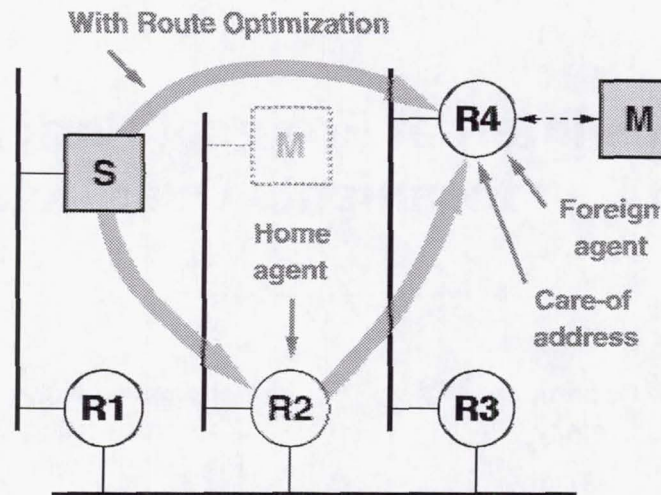 With Route Optimization
R4
M
M
S
Home
agent
Foreign
agent
Care-of
address
R1
R2
R3